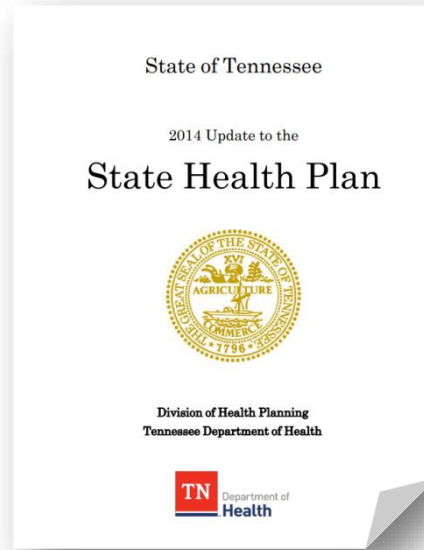 State of Tennessee
2014 Update to the
State Health Plan
THE GREAT SEAL OF THE STATE OF TENNESSEE
XVI
AGRICULTURE
COMMERCE
1796
Division of Health Planning
Tennessee Department of Health
TN
Department of
Health